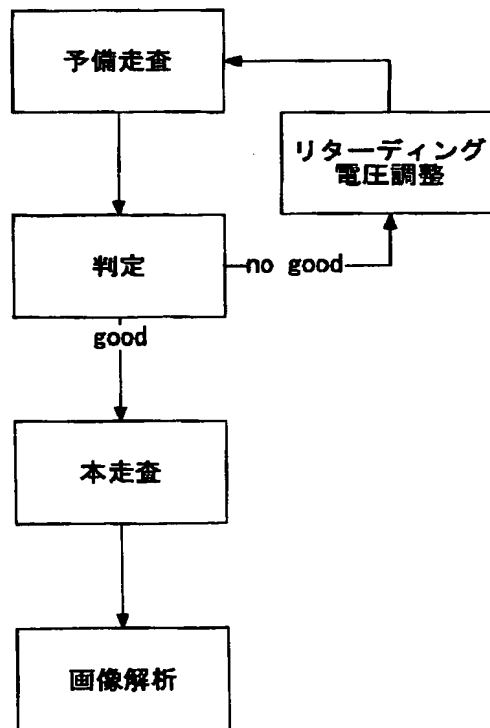 予備走査
リターディング
電圧調整
判定
no good
good
本走査
画像解析